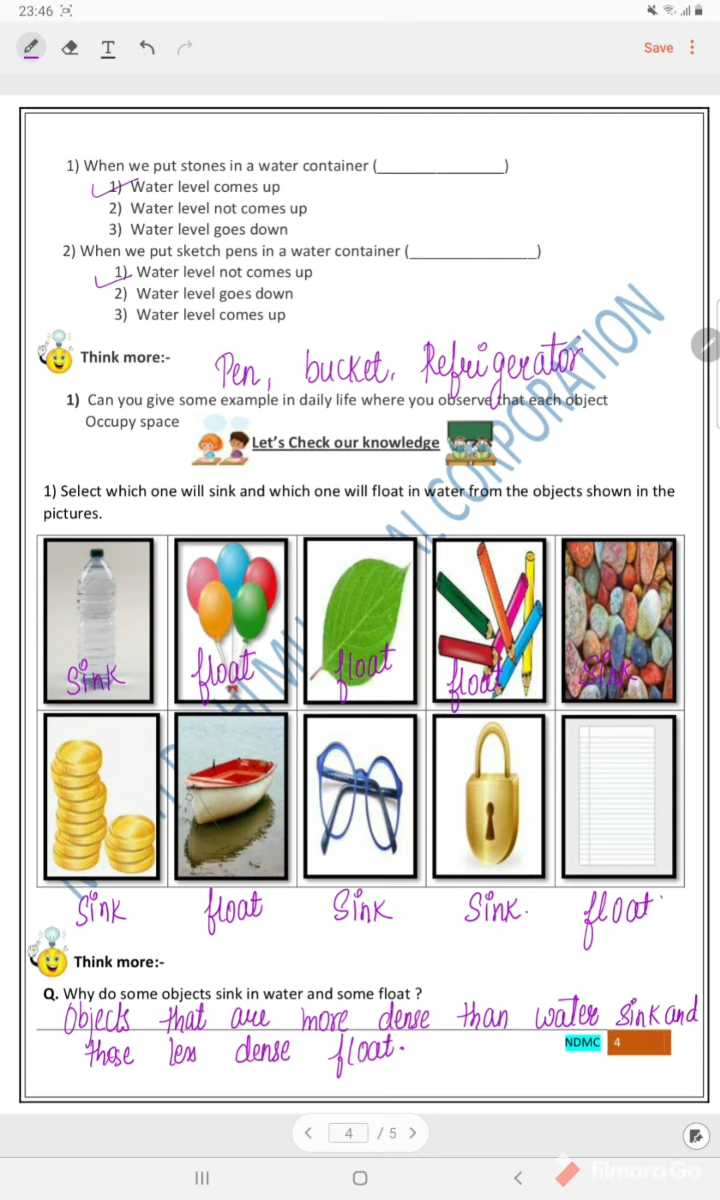 23:46
T
Save
1) When we put stones in a water container (________________)
1) Water level comes up
2) Water level not comes up
3) Water level goes down
2) When we put sketch pens in a water container (________________)
1). Water level not comes up
2) Water level goes down
3) Water level comes up
Think more:-
Pen, bucket, Refrigerator
1) Can you give some example in daily life where you observe that each object
Occupy space
Let's Check our knowledge
1) Select which one will sink and which one will float in water from the objects shown in the
pictures.
Sink float float float Sink
Sink float Sink Sink. float.
Think more:-
Q. Why do some objects sink in water and some float ?
Objects that are more dense than water sink and
those less dense float.
NDMC 4
4 / 5
filmora Go
CORPORATION